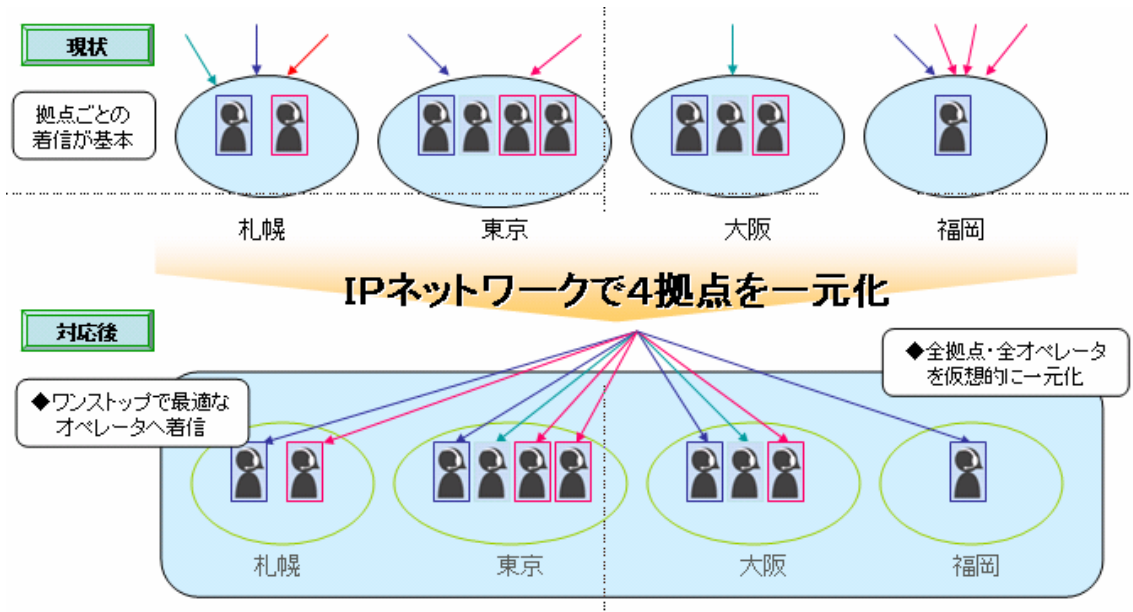 現状
拠点ごとの
着信が基本
札幌
東京
大阪
福岡
IPネットワークで4拠点を一元化
対応後
◆全拠点・全オペレータ
を仮想的に一元化
◆ワンストップで最適な
オペレータへ着信
札幌
東京
大阪
福岡